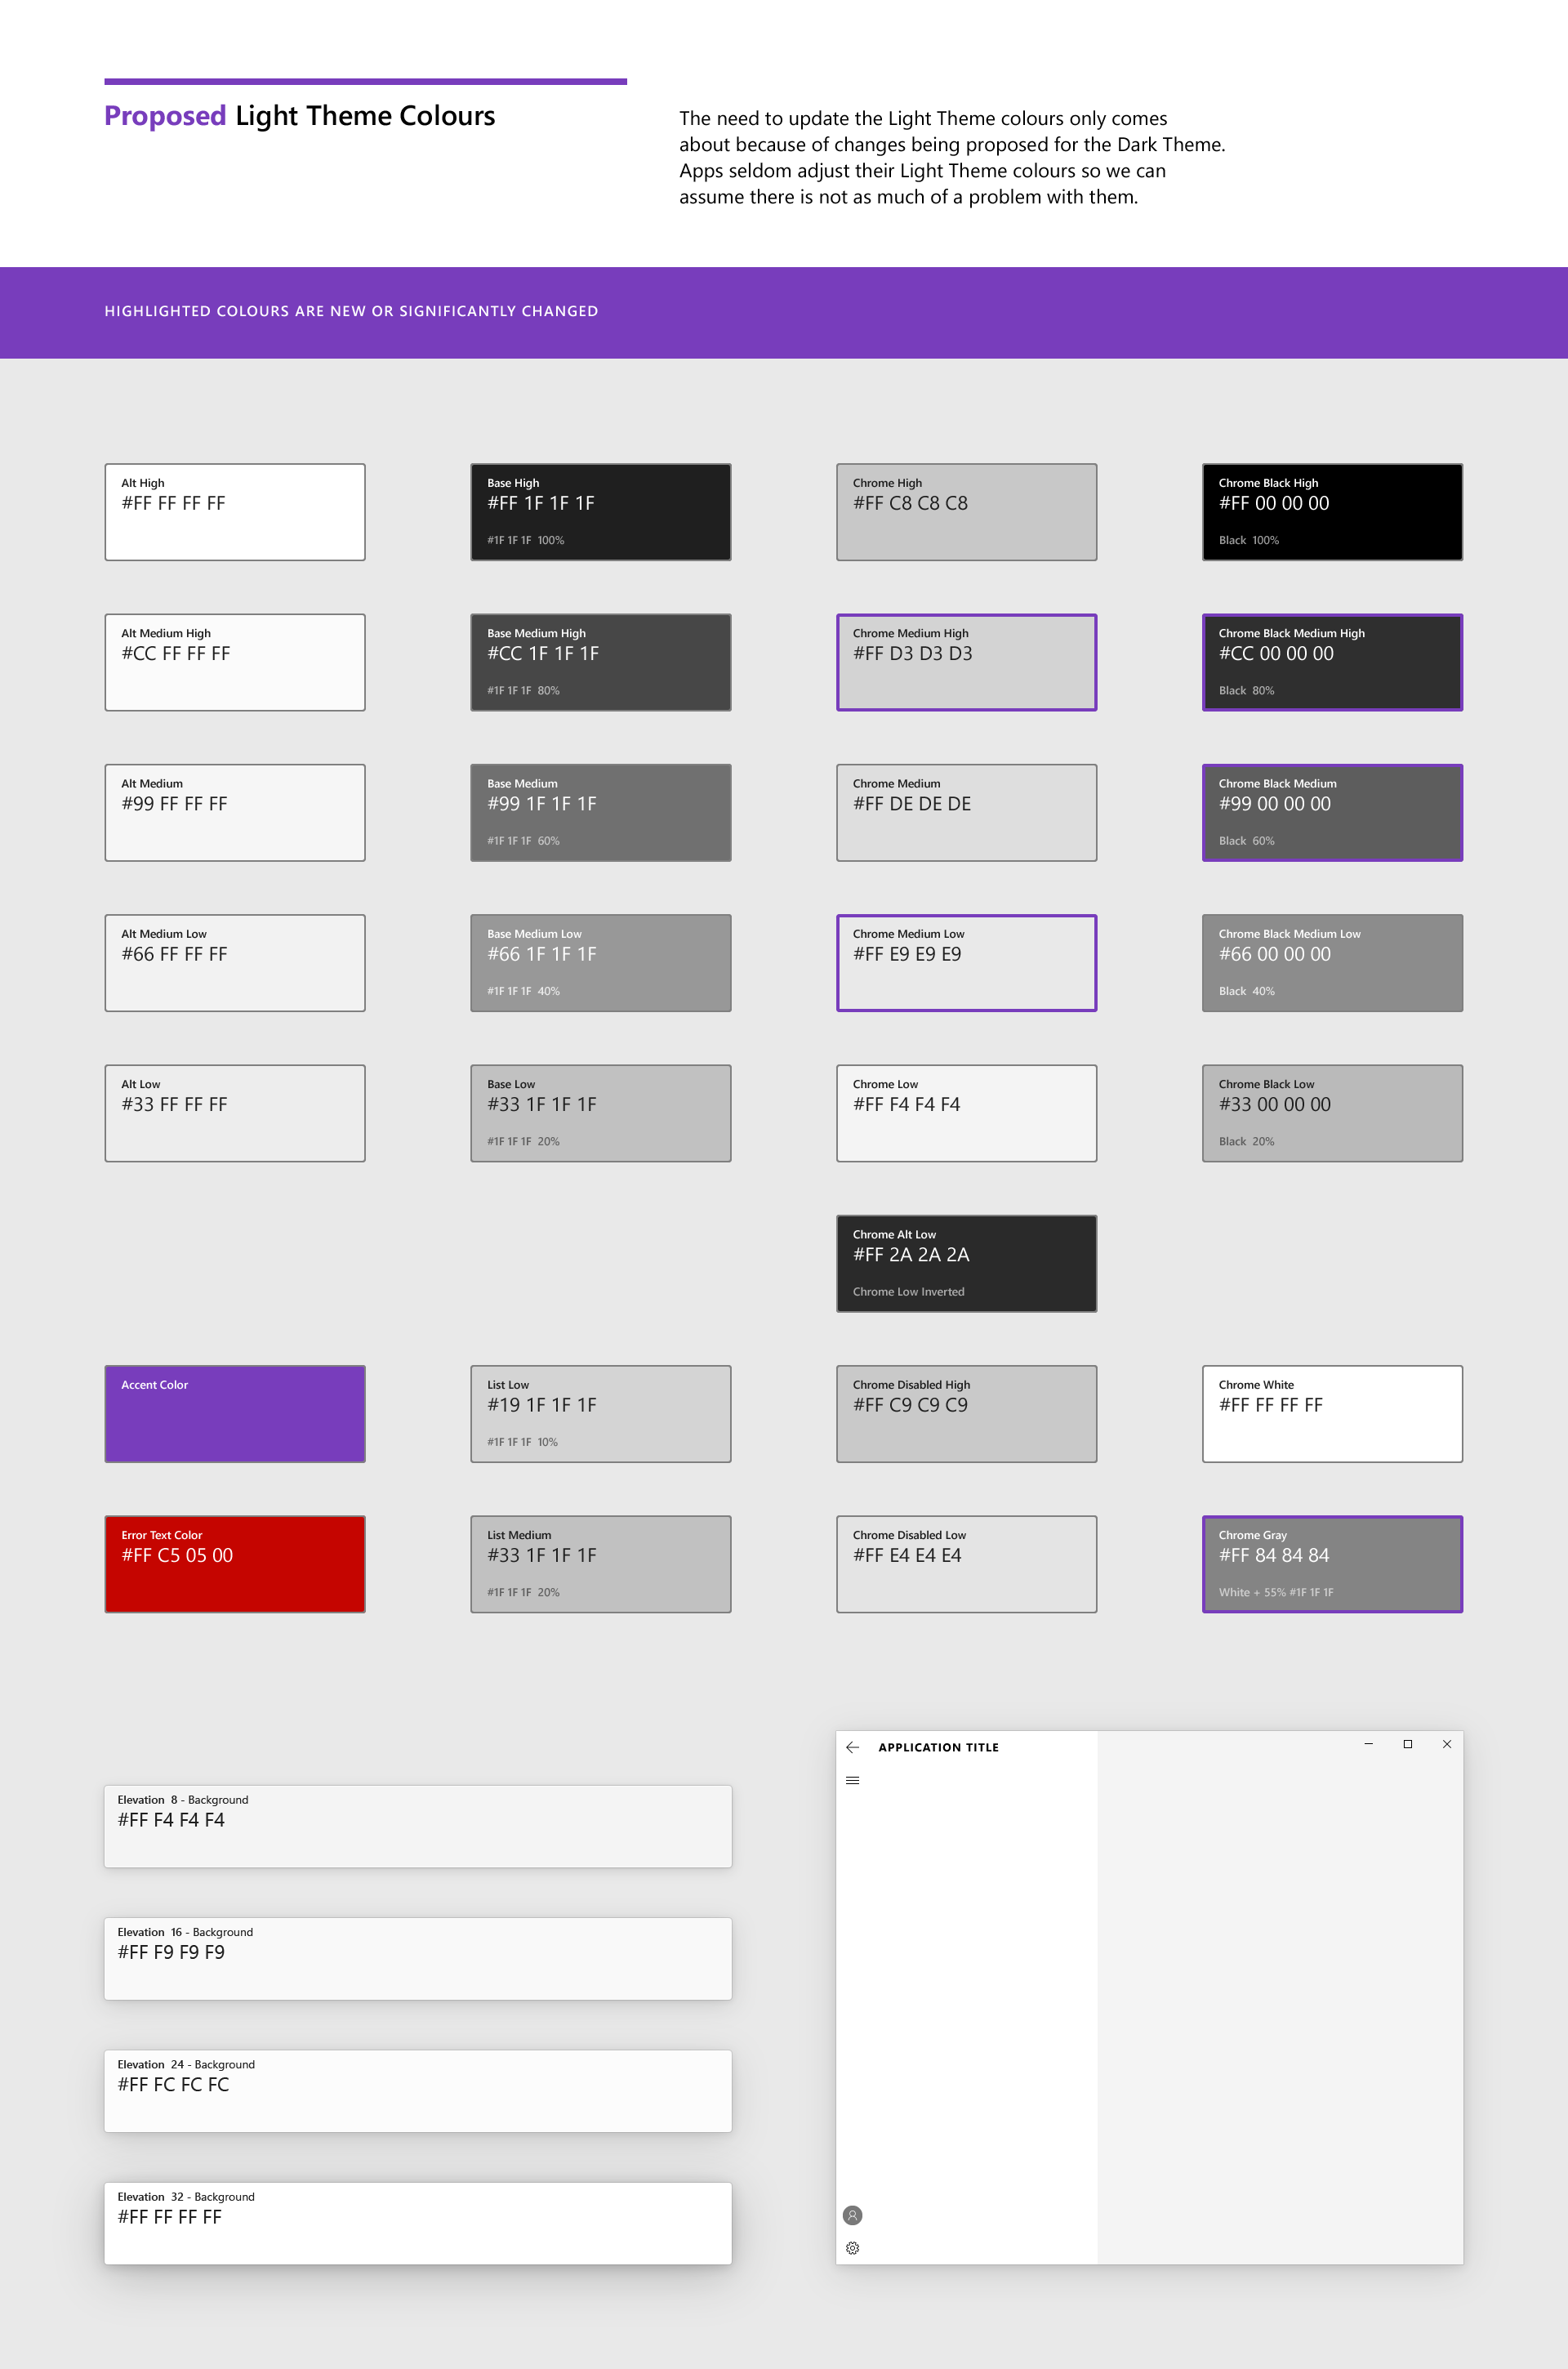 Proposed Light Theme Colours
The need to update the Light Theme colours only comes
about because of changes being proposed for the Dark Theme.
Apps seldom adjust their Light Theme colours so we can
assume there is not as much of a problem with them.
HIGHLIGHTED COLOURS ARE NEW OR SIGNIFICANTLY CHANGED
Alt High
#FF FF FF FF
Base High
#FF 1F 1F 1F
#1F 1F 1F 100%
Chrome High
#FF C8 C8 C8
Chrome Black High
#FF 00 00 00
Black 100%
Alt Medium High
#CC FF FF FF
Base Medium High
#CC 1F 1F 1F
#1F 1F 1F 80%
Chrome Medium High
#FF D3 D3 D3
Chrome Black Medium High
#CC 00 00 00
Black 80%
Alt Medium
#99 FF FF FF
Base Medium
#99 1F 1F 1F
#1F 1F 1F 60%
Chrome Medium
#FF DE DE DE
Chrome Black Medium
#99 00 00 00
Black 60%
Alt Medium Low
#66 FF FF FF
Base Medium Low
#66 1F 1F 1F
#1F 1F 1F 40%
Chrome Medium Low
#FF E9 E9 E9
Chrome Black Medium Low
#66 00 00 00
Black 40%
Alt Low
#33 FF FF FF
Base Low
#33 1F 1F 1F
#1F 1F 1F 20%
Chrome Low
#FF F4 F4 F4
Chrome Black Low
#33 00 00 00
Black 20%
Chrome Alt Low
#FF 2A 2A 2A
Chrome Low Inverted
Accent Color
List Low
#19 1F 1F 1F
#1F 1F 1F 10%
Chrome Disabled High
#FF C9 C9 C9
Chrome White
#FF FF FF FF
Error Text Color
#FF C5 05 00
List Medium
#33 1F 1F 1F
#1F 1F 1F 20%
Chrome Disabled Low
#FF E4 E4 E4
Chrome Gray
#FF 84 84 84
White + 55% #1F 1F 1F
Elevation 8 - Background
#FF F4 F4 F4
Elevation 16 - Background
#FF F9 F9 F9
Elevation 24 - Background
#FF FC FC FC
Elevation 32 - Background
#FF FF FF FF
APPLICATION TITLE